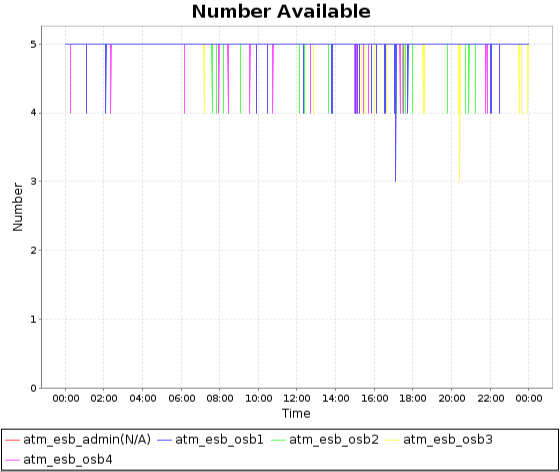 Number Available
5
4
3
2
1
0
Number
00:00 02:00 04:00 06:00 08:00 10:00 12:00 14:00 16:00 18:00 20:00 22:00 00:00
Time
atm_esb_admin(N/A) atm_esb_osb1 atm_esb_osb2 atm_esb_osb3
atm_esb_osb4